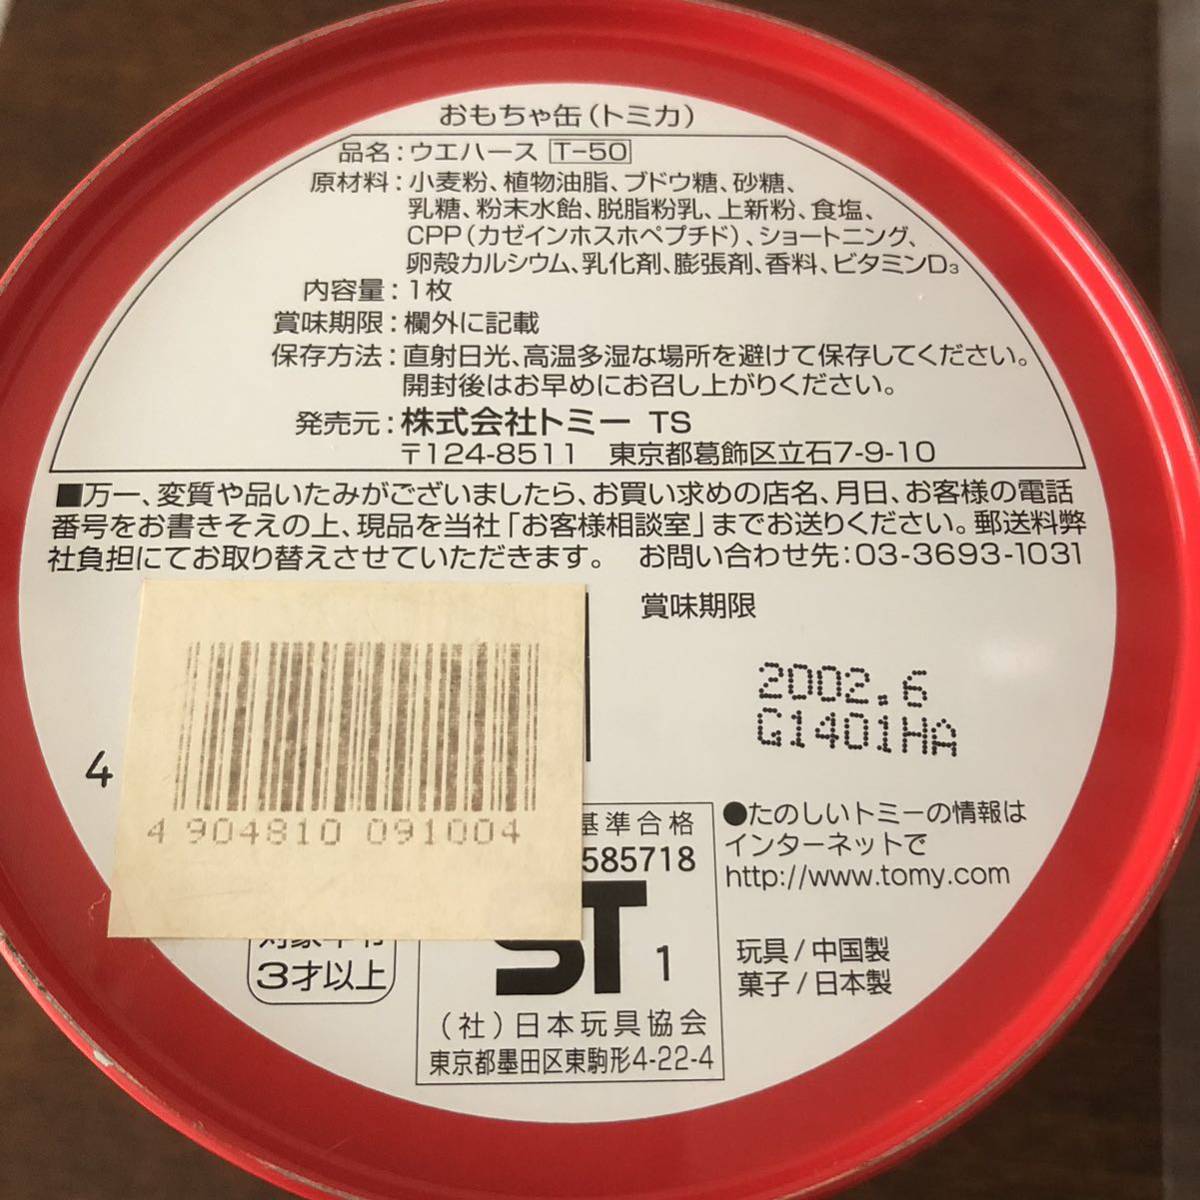 おもちゃ缶(トミカ)
品名:ウエハース T-50
原材料:小麦粉、植物油脂、ブドウ糖、砂糖、
乳糖、粉末水飴、脱脂粉乳、上新粉、食塩、
CPP(カゼインホスホペプチド)、ショートニング、
卵殻カルシウム、乳化剤、膨張剤、香料、ビタミンD₃
内容量:1枚
賞味期限:欄外に記載
保存方法:直射日光、高温多湿な場所を避けて保存してください。
開封後はお早めにお召し上がりください。
発売元:株式会社トミー TS
〒124-8511 東京都葛飾区立石7-9-10
■万一、変質や品いたみがございましたら、お買い求めの店名、月日、お客様の電話
番号をお書きそえの上、現品を当社「お客様相談室」までお送りください。郵送料弊
社負担にてお取り替えさせていただきます。 お問い合わせ先:03-3693-1031
賞味期限
2002.6
G1401HA
4
4 904810 091004
基準合格
585718
ST 1
(社)日本玩具協会
東京都墨田区東駒形4-22-4
3才以上
●たのしいトミーの情報は
インターネットで
http://www.tomy.com
玩具/中国製
菓子/日本製